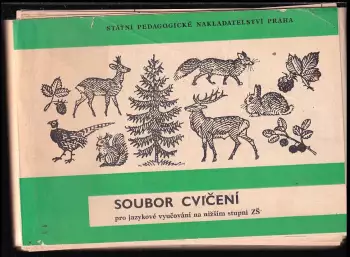 STÁTNÍ PEDAGOGICKÉ NAKLADATELSTVÍ PRAHA
SOUBOR CVIČENÍ
pro jazykové vyučování na nižším stupni ZŠ